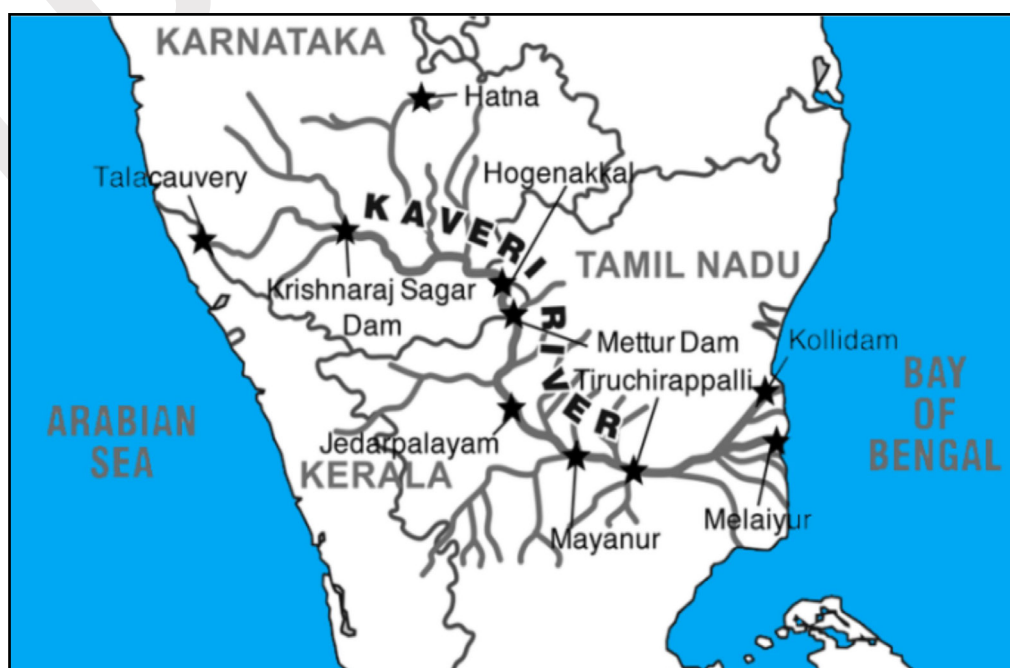 KARNATAKA
Hatna
Talacauvery
Hogenakkal
KAVERI RIVER
TAMIL NADU
Krishnaraj Sagar
Dam
Mettur Dam
Kollidam
Tiruchirappalli
BAY
OF
BENGAL
ARABIAN
SEA
Jedarpalayam
KERALA
Melaiyur
Mayanur